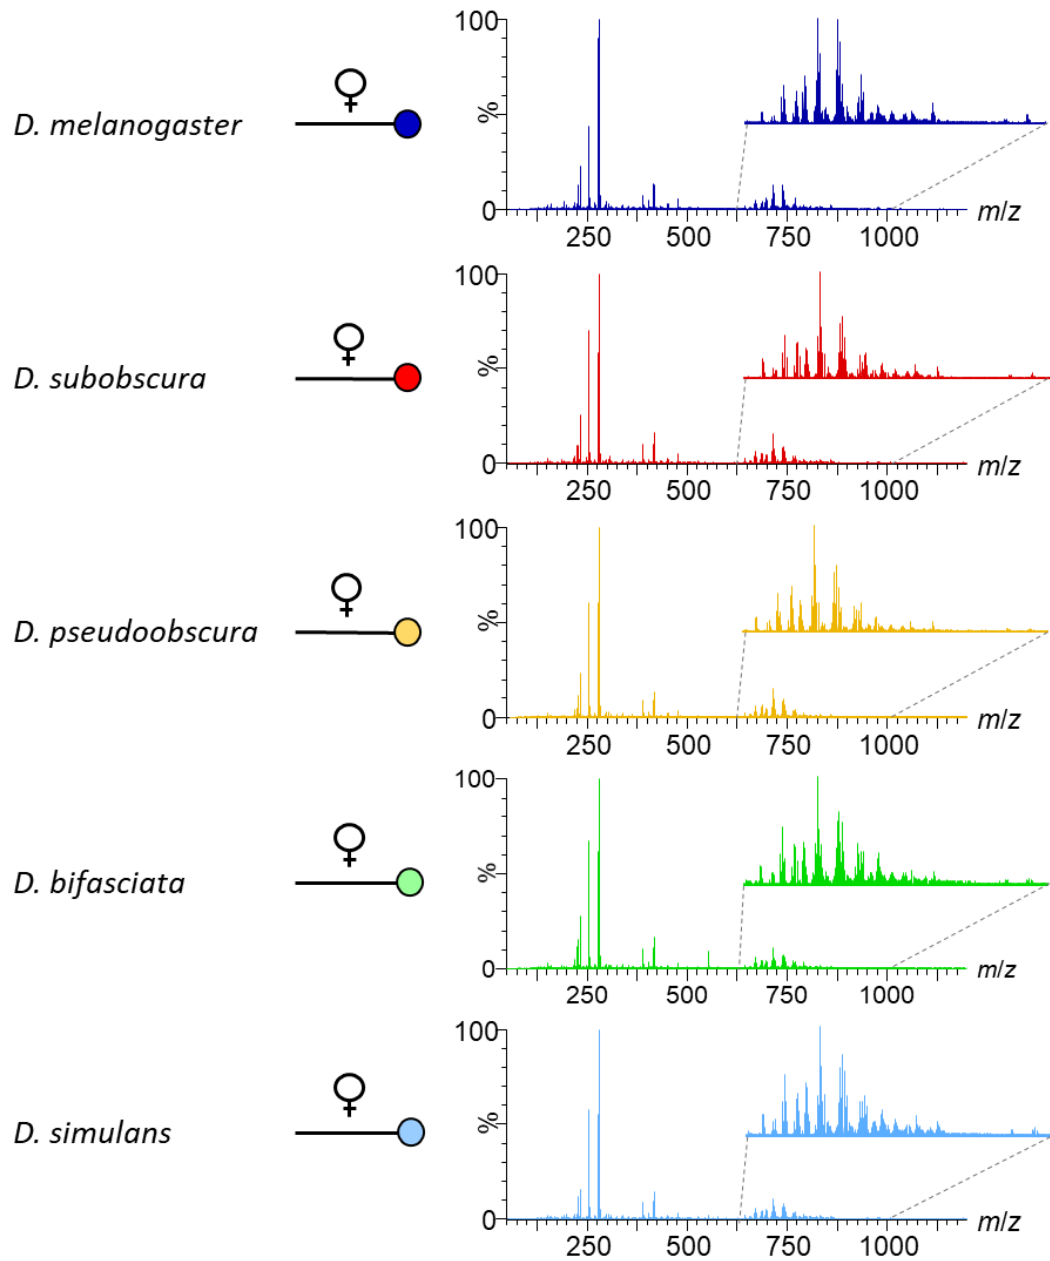 100
%
0
250 500 750 1000 m/z
D. melanogaster ♀
100
%
0
250 500 750 1000 m/z
D. subobscura ♀
100
%
0
250 500 750 1000 m/z
D. pseudoobscura ♀
100
%
0
250 500 750 1000 m/z
D. bifasciata ♀
100
%
0
250 500 750 1000 m/z
D. simulans ♀